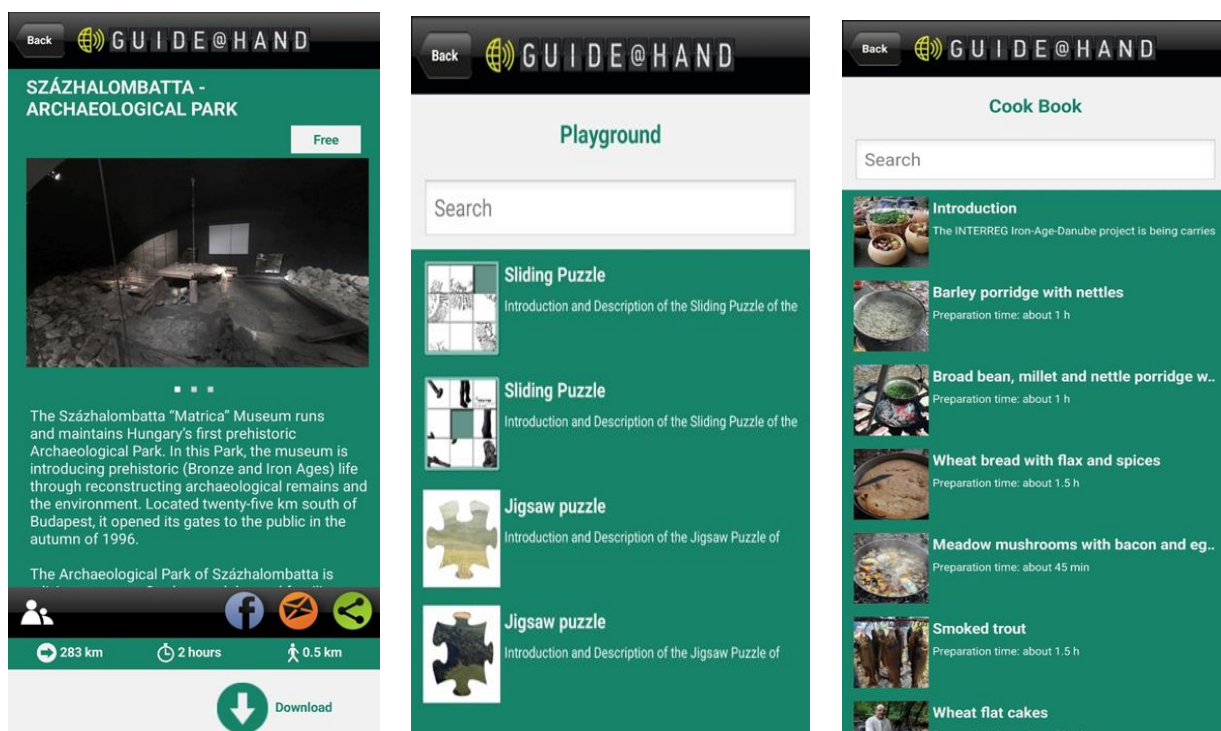 Back
GUIDE@HAND
SZÁZHALOMBATTA -
ARCHAEOLOGICAL PARK
Free
The Százhalombatta “Matrica” Museum runs
and maintains Hungary's first prehistoric
Archaeological Park. In this Park, the museum is
introducing prehistoric (Bronze and Iron Ages) life
through reconstructing archaeological remains and
the environment. Located twenty-five km south of
Budapest, it opened its gates to the public in the
autumn of 1996.
The Archaeological Park of Százhalombatta is
283 km
2 hours
0.5 km
Download
Back
GUIDE@HAND
Playground
Search
Sliding Puzzle
Introduction and Description of the Sliding Puzzle of the
Sliding Puzzle
Introduction and Description of the Sliding Puzzle of the
Jigsaw puzzle
Introduction and Description of the Jigsaw Puzzle of
Jigsaw puzzle
Introduction and Description of the Jigsaw Puzzle of
Back
GUIDE@HAND
Cook Book
Search
Introduction
The INTERREG Iron-Age-Danube project is being carries
Barley porridge with nettles
Preparation time: about 1 h
Broad bean, millet and nettle porridge w..
Preparation time: about 1 h
Wheat bread with flax and spices
Preparation time: about 1.5 h
Meadow mushrooms with bacon and eg..
Preparation time: about 45 min
Smoked trout
Preparation time: about 1.5 h
Wheat flat cakes